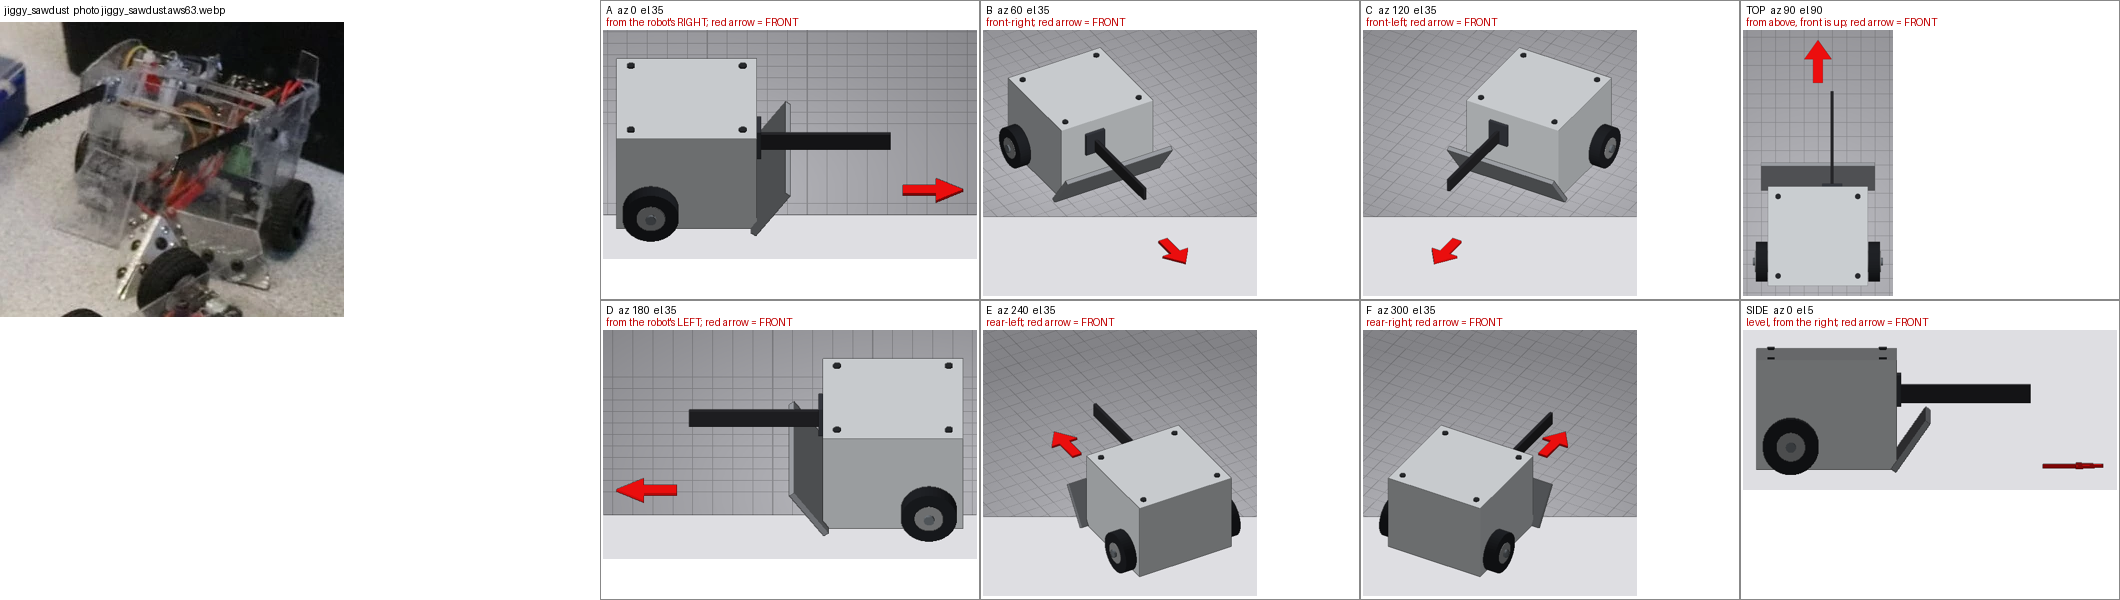 jiggy_sawdust photo jiggy_sawdust.aws63.webp
A az 0 el 35
from the robot's RIGHT; red arrow = FRONT
B az 60 el 35
front-right; red arrow = FRONT
C az 120 el 35
front-left; red arrow = FRONT
TOP az 90 el 90
from above, front is up; red arrow = FRONT
D az 180 el 35
from the robot's LEFT; red arrow = FRONT
E az 240 el 35
rear-left; red arrow = FRONT
F az 300 el 35
rear-right; red arrow = FRONT
SIDE az 0 el 5
level, from the right; red arrow = FRONT